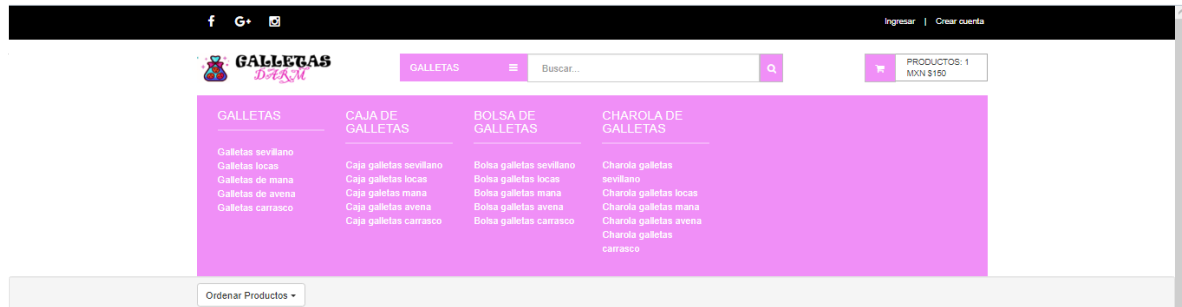 Ingresar | Crear cuenta
GALLETAS
DARM
GALLETAS
Buscar...
PRODUCTOS: 1
MXN $150
GALLETAS
Galletas sevillano
Galletas locas
Galletas de mana
Galletas de avena
Galletas carrasco
CAJA DE
GALLETAS
Caja galletas sevillano
Caja galletas locas
Caja galetas mana
Caja galletas avena
Caja galletas carrasco
BOLSA DE
GALLETAS
Bolsa galletas sevillano
Bolsa galletas locas
Bolsa galletas mana
Bolsa galletas avena
Bolsa galletas carrasco
CHAROLA DE
GALLETAS
Charola galletas
sevillano
Charola galletas locas
Charola galletas mana
Charola galletas avena
Charola galletas
carrasco
Ordenar Productos